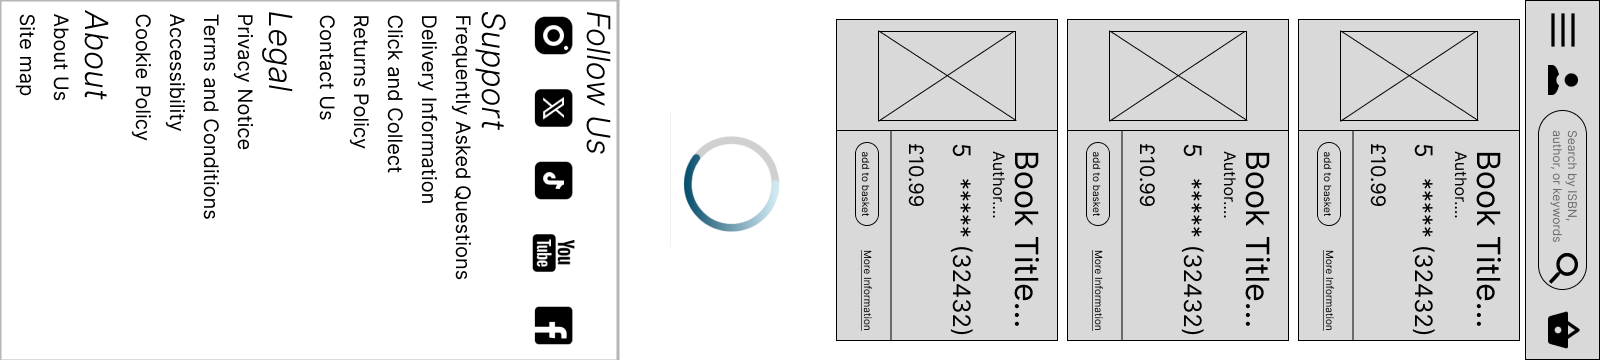 Search by ISBN,
author, or keywords
Book Title...
Author....
5 ***** (32432)
£10.99
add to basket More Information
Book Title...
Author....
5 ***** (32432)
£10.99
add to basket More Information
Book Title...
Author....
5 ***** (32432)
£10.99
add to basket More Information
Follow Us
You
Tube
Support
Frequently Asked Questions
Delivery Information
Click and Collect
Returns Policy
Contact Us
Legal
Privacy Notice
Terms and Conditions
Accessibility
Cookie Policy
About
About Us
Site map